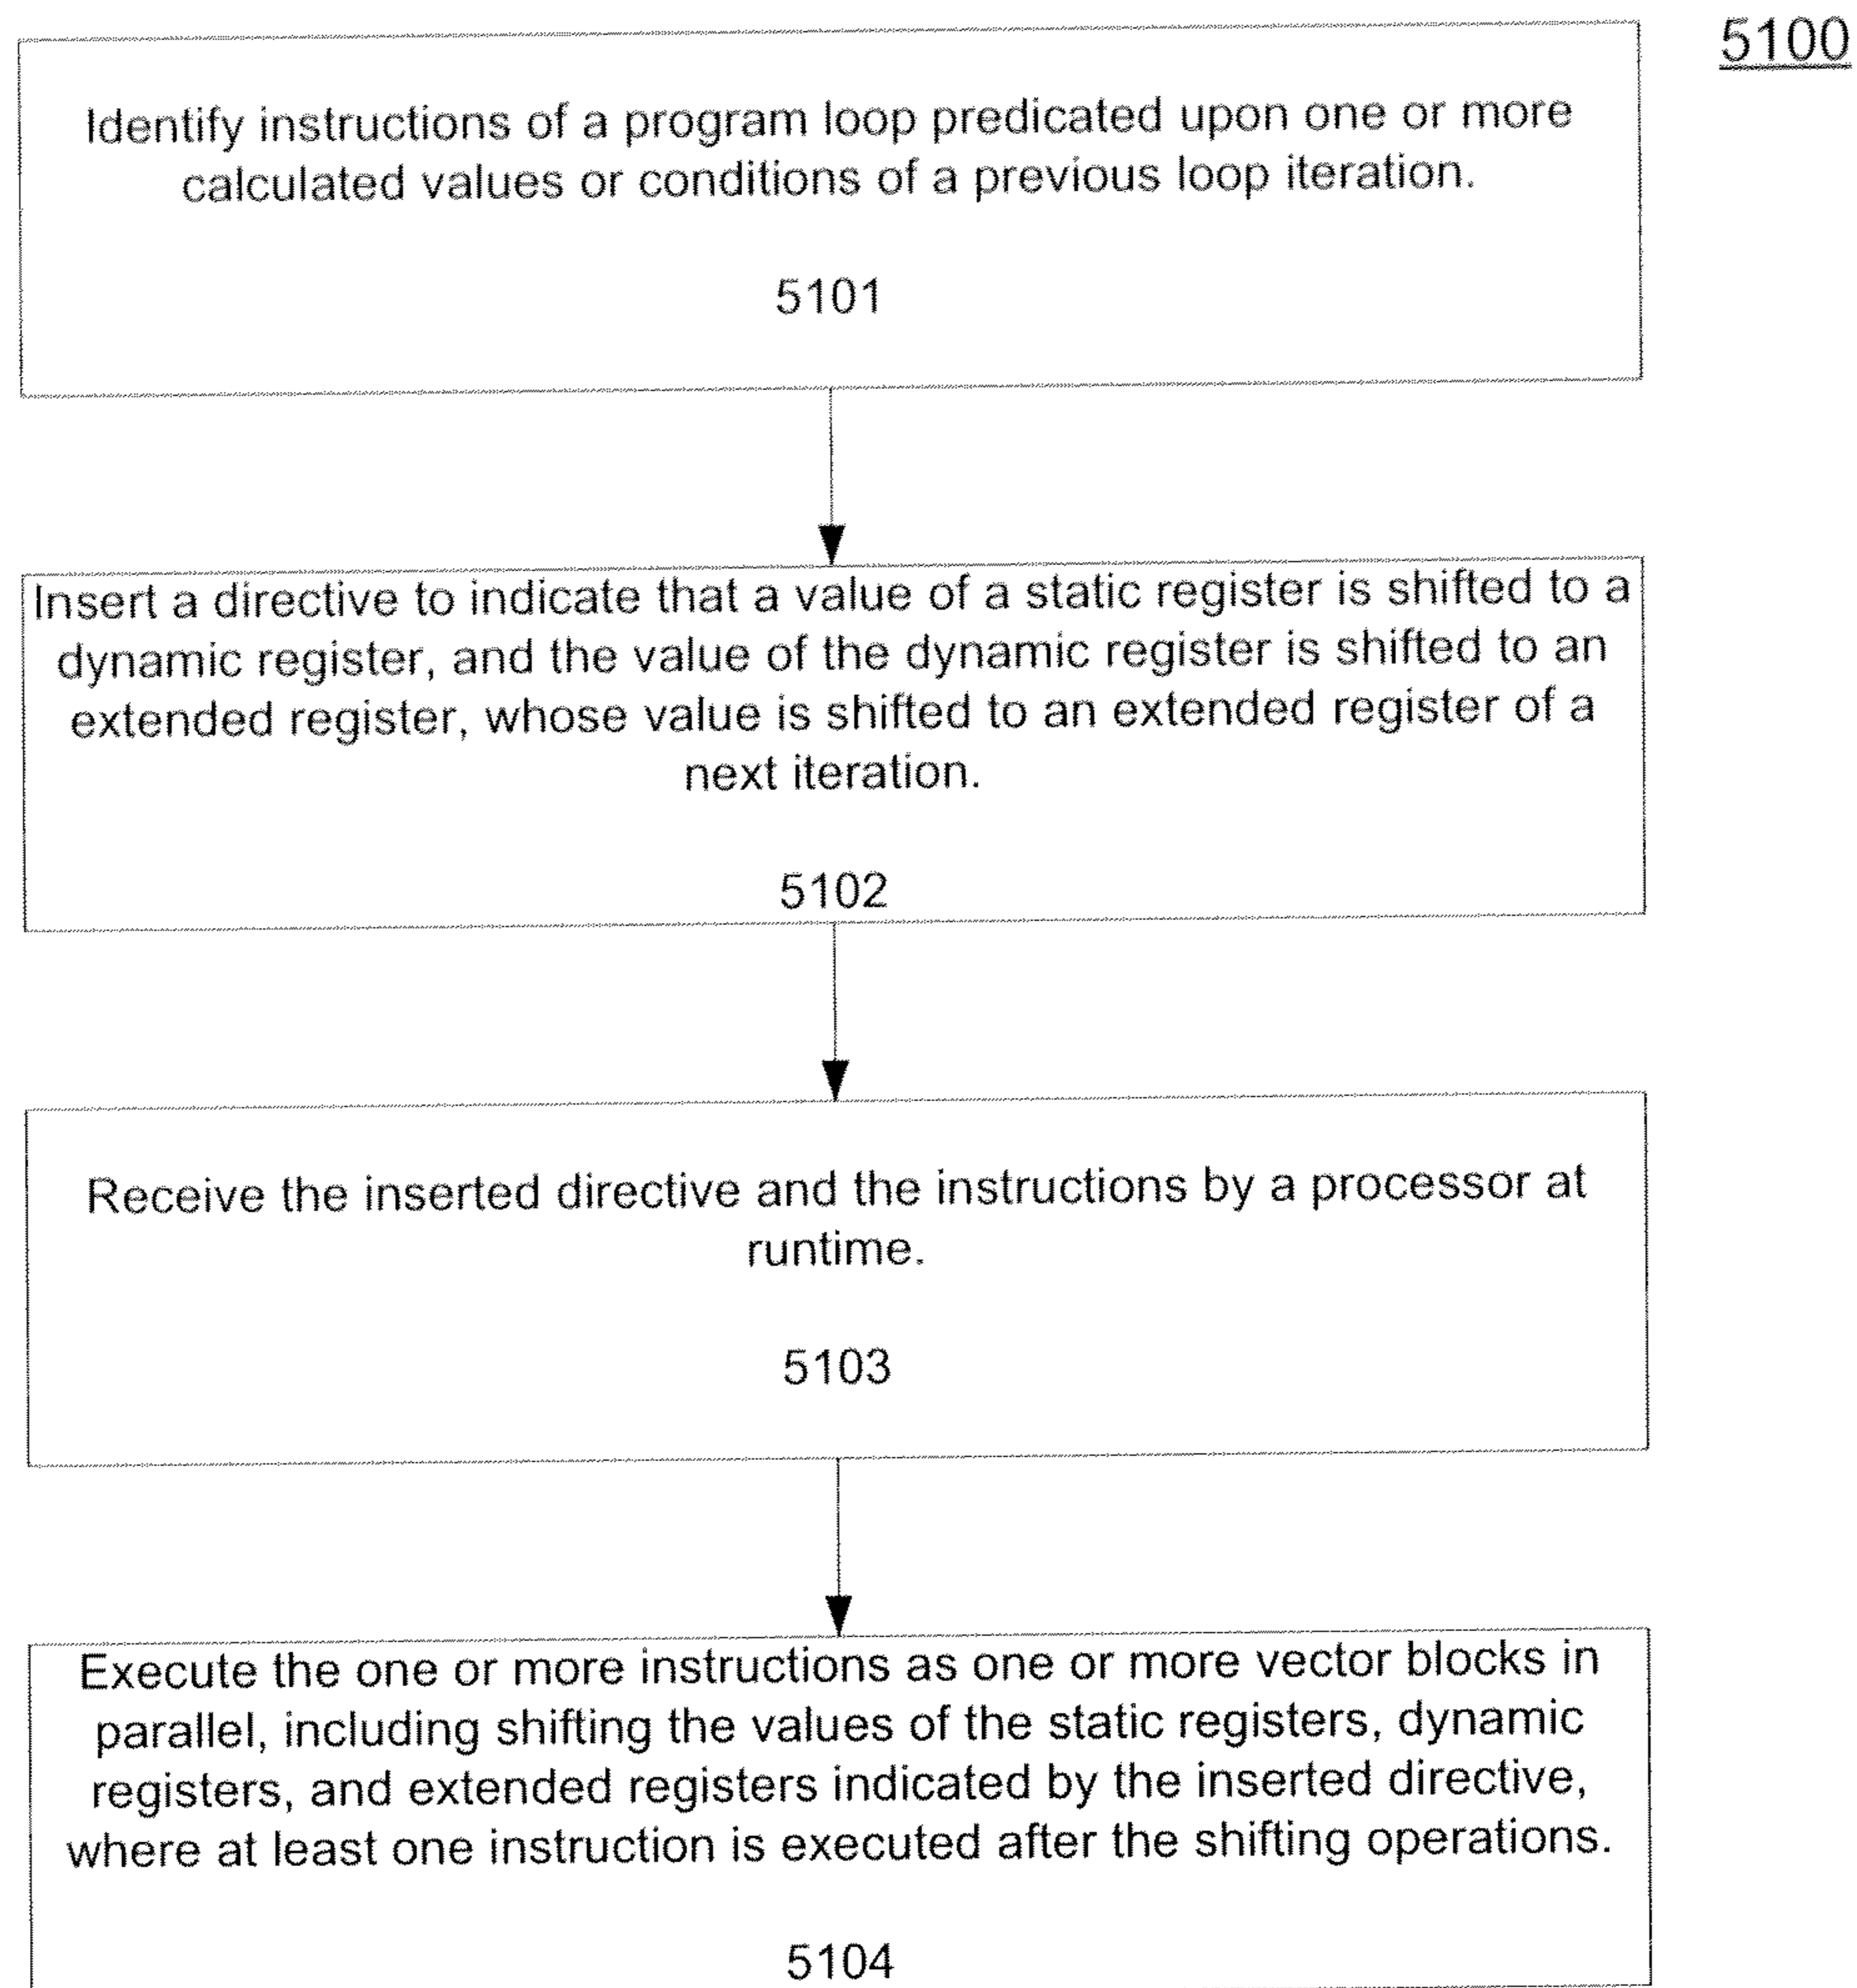 5100
Identify instructions of a program loop predicated upon one or more
calculated values or conditions of a previous loop iteration.
5101
Insert a directive to indicate that a value of a static register is shifted to a
dynamic register, and the value of the dynamic register is shifted to an
extended register, whose value is shifted to an extended register of a
next iteration.
5102
Receive the inserted directive and the instructions by a processor at
runtime.
5103
Execute the one or more instructions as one or more vector blocks in
parallel, including shifting the values of the static registers, dynamic
registers, and extended registers indicated by the inserted directive,
where at least one instruction is executed after the shifting operations.
5104